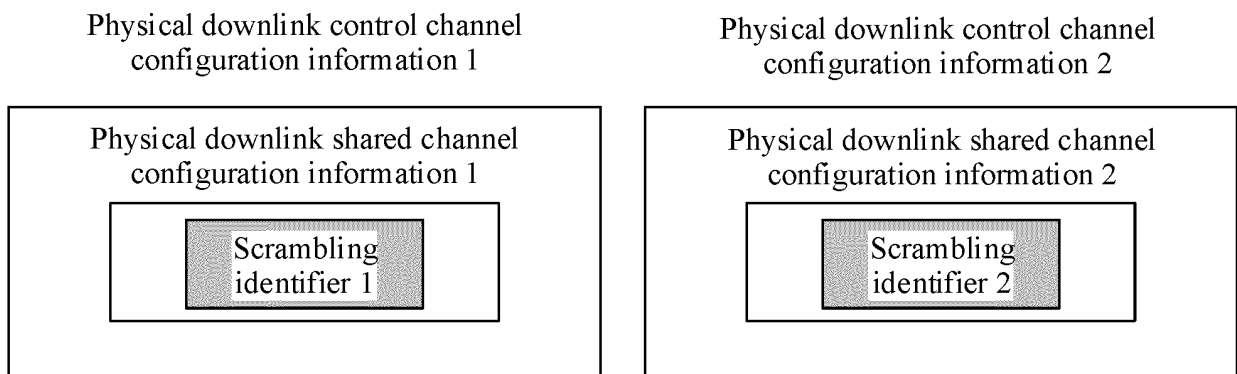 Physical downlink control channel
configuration information 1
Physical downlink shared channel
configuration information 1
Scrambling
identifier 1
Physical downlink control channel
configuration information 2
Physical downlink shared channel
configuration information 2
Scrambling
identifier 2